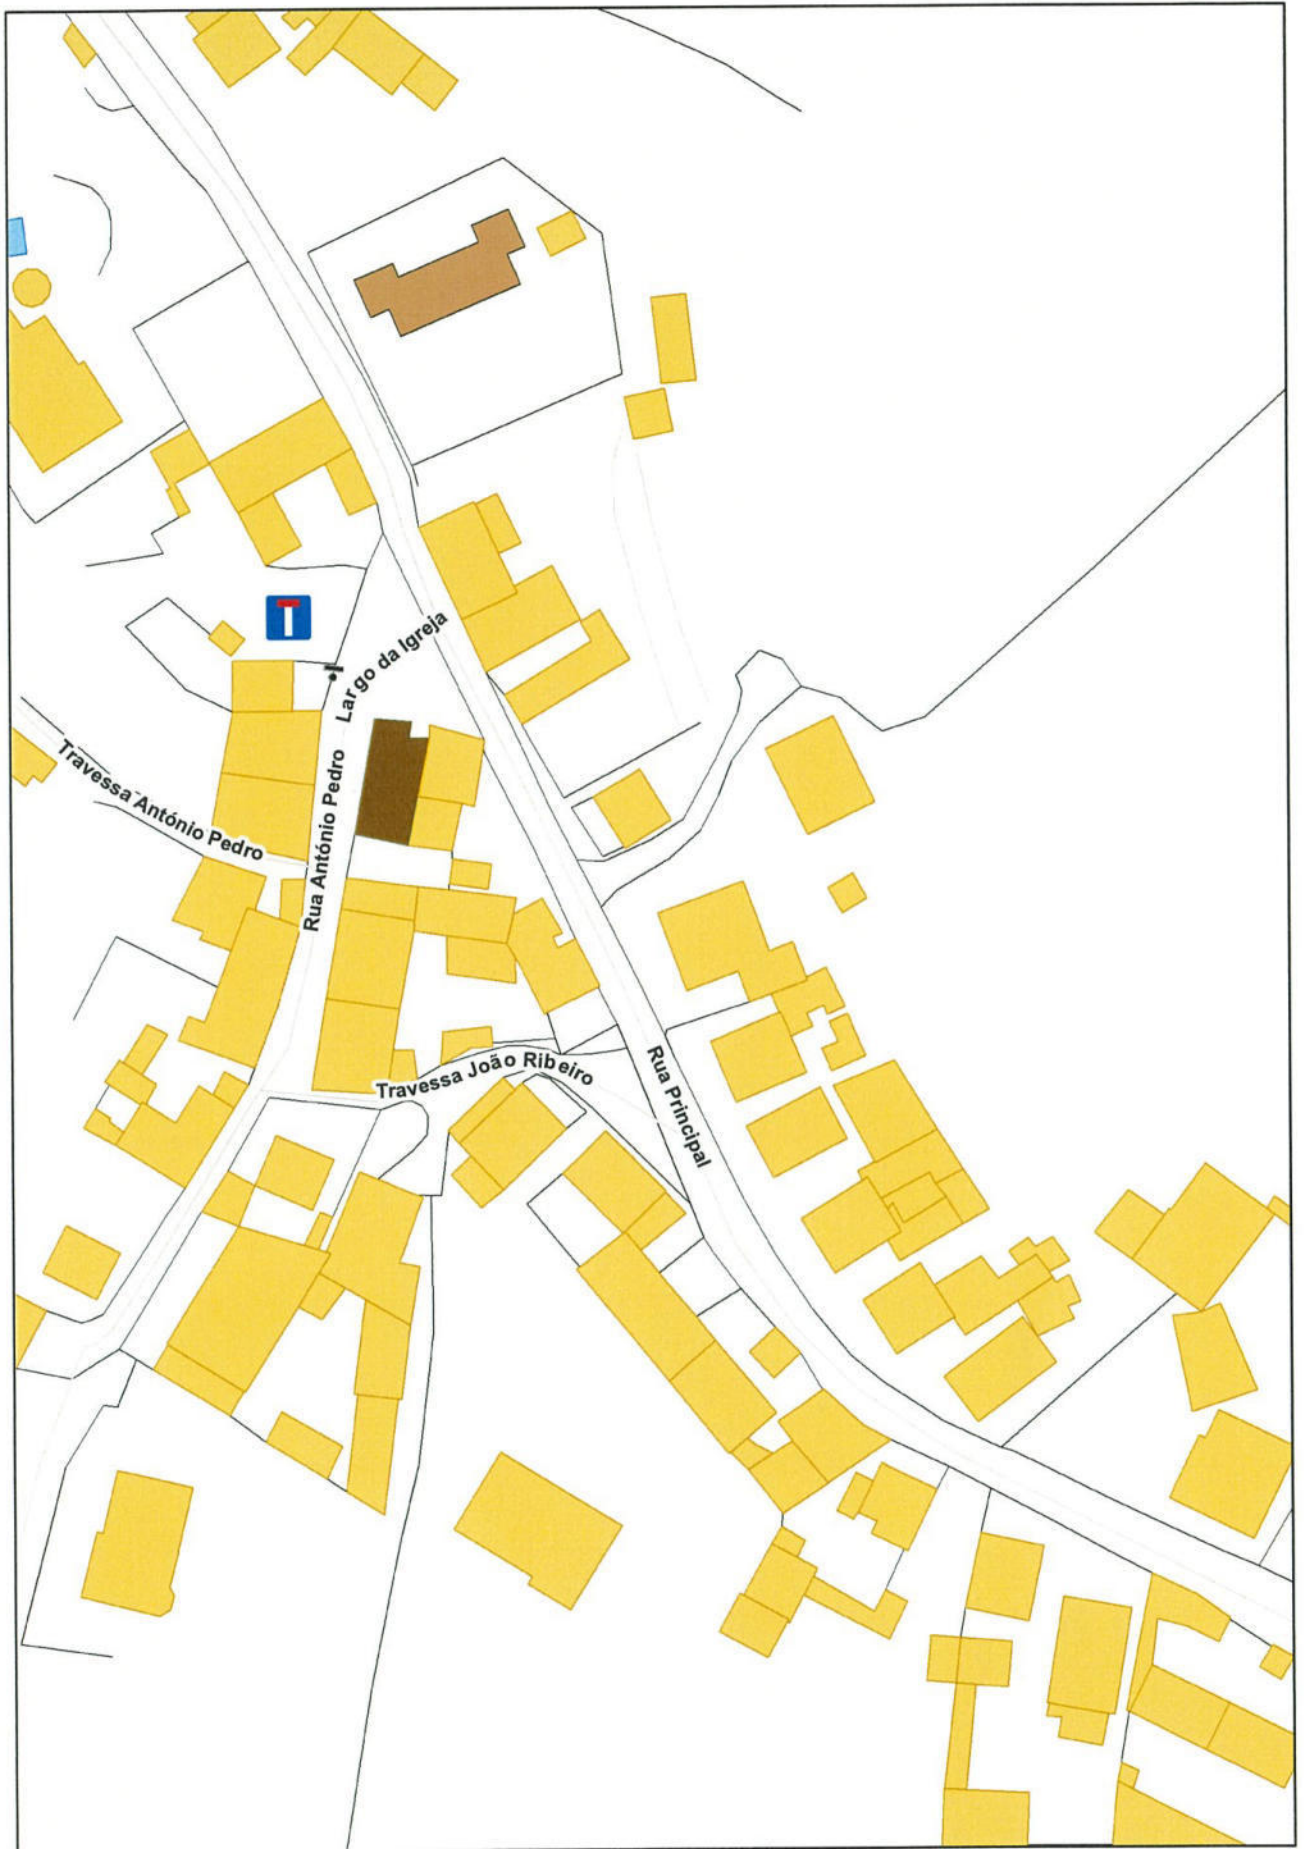 Largo da Igreja
Travessa António Pedro
Rua António Pedro
Travessa João Ribeiro
Rua Principal